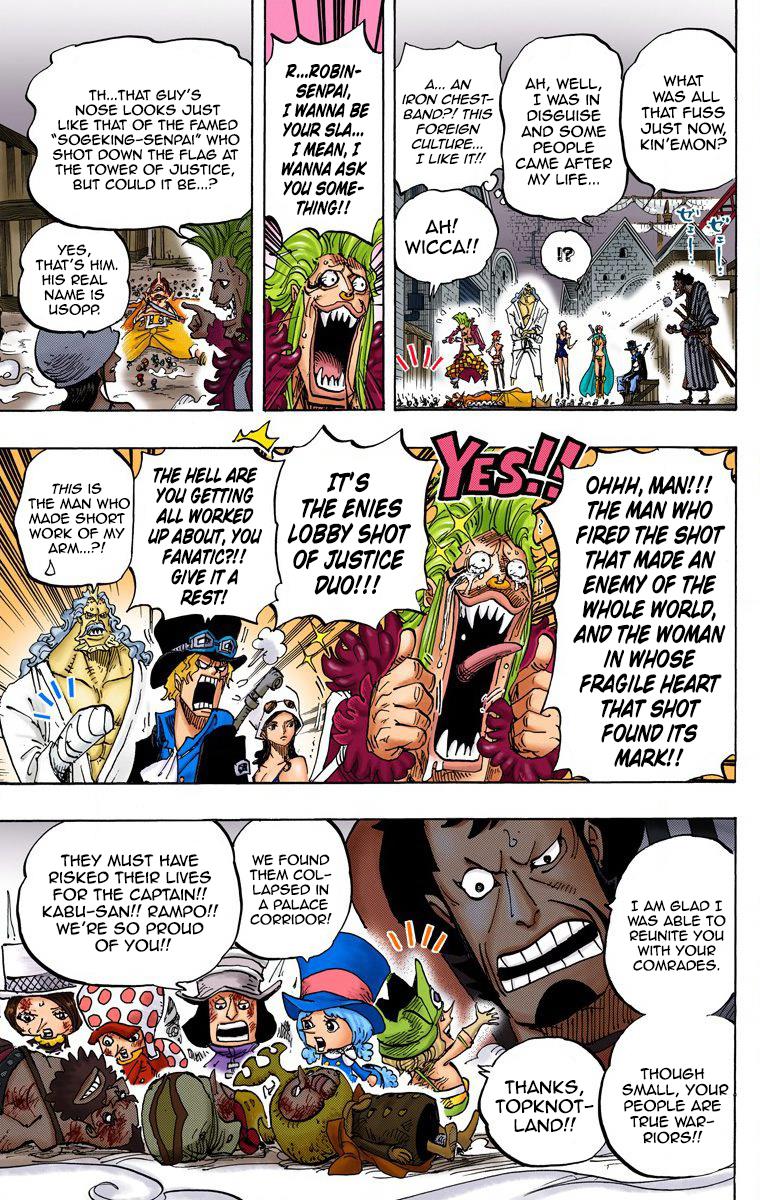 WHAT
WAS ALL
THAT FUSS
JUST NOW,
KIN'EMON?
AH, WELL,
I WAS IN
DISGUISE
AND SOME
PEOPLE
CAME AFTER
MY LIFE...
A... AN
IRON CHEST-
BAND?! THIS
FOREIGN
CULTURE...
I LIKE IT!!
AH!
WICCA!!
!?
ゼェー!
ゼェー!
R...ROBIN-
SENPAI,
I WANNA BE
YOUR SLA...
I MEAN, I
WANNA ASK
YOU SOME-
THING!!
TH...THAT GUY'S
NOSE LOOKS JUST
LIKE THAT OF THE FAMED
"SOGEKING-SENPAI" WHO
SHOT DOWN THE FLAG AT
THE TOWER OF JUSTICE,
BUT COULD IT BE...?
YES,
THAT'S HIM.
HIS REAL
NAME IS
USOPP.
OHHH, MAN!!!
THE MAN WHO
FIRED THE SHOT
THAT MADE AN
ENEMY OF THE
WHOLE WORLD,
AND THE WOMAN
IN WHOSE
FRAGILE HEART
THAT SHOT
FOUND ITS
MARK!!
YES!!
IT'S
THE ENIES
LOBBY SHOT
OF JUSTICE
DUO!!!
THE HELL ARE
YOU GETTING
ALL WORKED
UP ABOUT, YOU
FANATIC?!!
GIVE IT A
REST!
THIS IS
THE MAN WHO
MADE SHORT
WORK OF MY
ARM...?!
I AM GLAD I
WAS ABLE TO
REUNITE YOU
WITH YOUR
COMRADES.
THOUGH
SMALL, YOUR
PEOPLE ARE
TRUE WAR-
RIORS!!
THANKS,
TOPKNOT-
LAND!!
WE FOUND
THEM COL-
LAPSED IN
A PALACE
CORRIDOR!
THEY MUST HAVE
RISKED THEIR LIVES
FOR THE CAPTAIN!!
KABU-SAN!! RAMPO!!
WE'RE SO PROUD
OF YOU!!